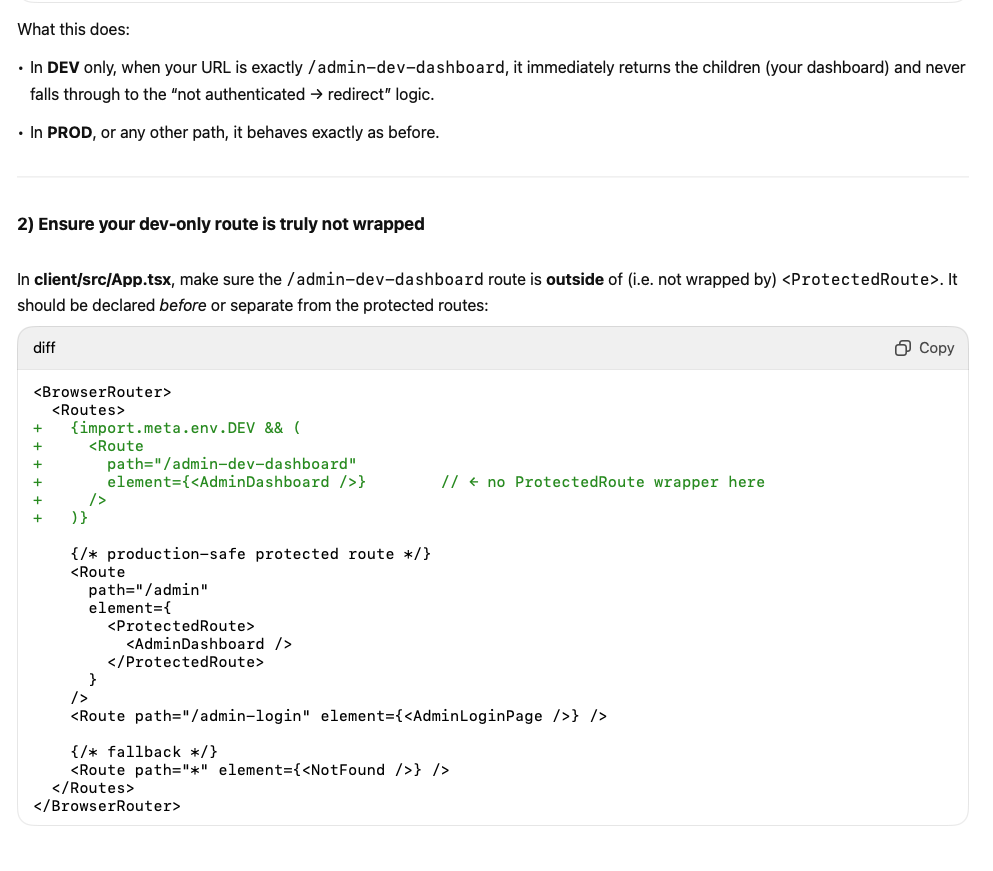 What this does:
• In DEV only, when your URL is exactly /admin-dev-dashboard, it immediately returns the children (your dashboard) and never
falls through to the “not authenticated → redirect” logic.
• In PROD, or any other path, it behaves exactly as before.
2) Ensure your dev-only route is truly not wrapped
In client/src/App.tsx, make sure the /admin-dev-dashboard route is outside of (i.e. not wrapped by) <ProtectedRoute>. It
should be declared before or separate from the protected routes:
diff
Copy
<BrowserRouter>
  <Routes>
+   {import.meta.env.DEV && (
+     <Route
+       path="/admin-dev-dashboard"
+       element={<AdminDashboard />}        // ← no ProtectedRoute wrapper here
+     />
+   )}
    {/* production-safe protected route */}
    <Route
      path="/admin"
      element={
        <ProtectedRoute>
          <AdminDashboard />
        </ProtectedRoute>
      }
    />
    <Route path="/admin-login" element={<AdminLoginPage />} />
    {/* fallback */}
    <Route path="*" element={<NotFound />} />
  </Routes>
</BrowserRouter>